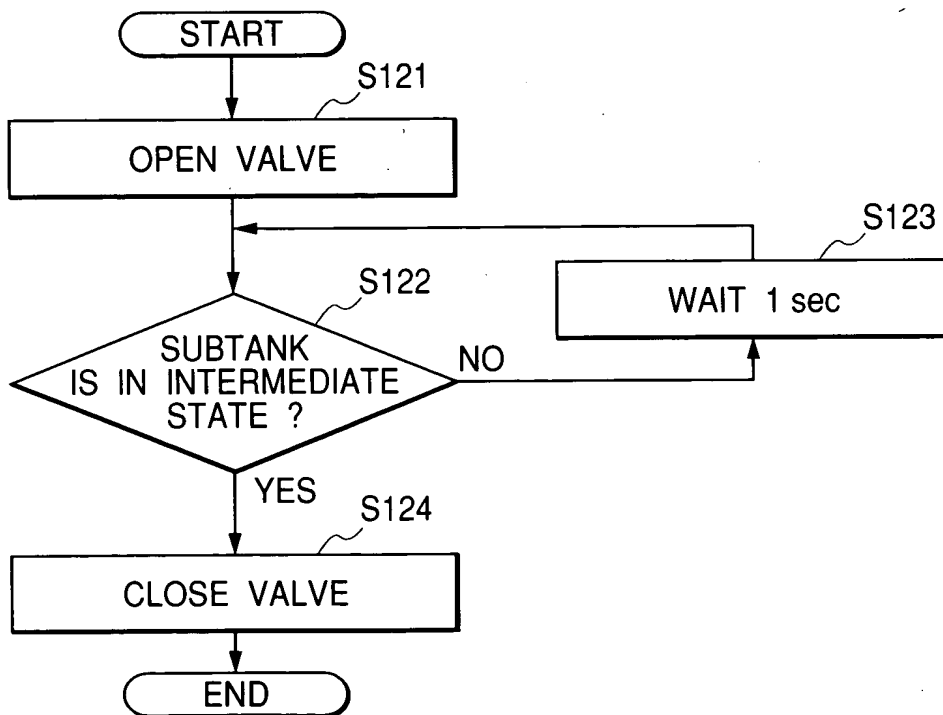 START
S121
OPEN VALVE
S123
WAIT 1 sec
S122
SUBTANK
IS IN INTERMEDIATE
STATE ?
NO
YES
S124
CLOSE VALVE
END